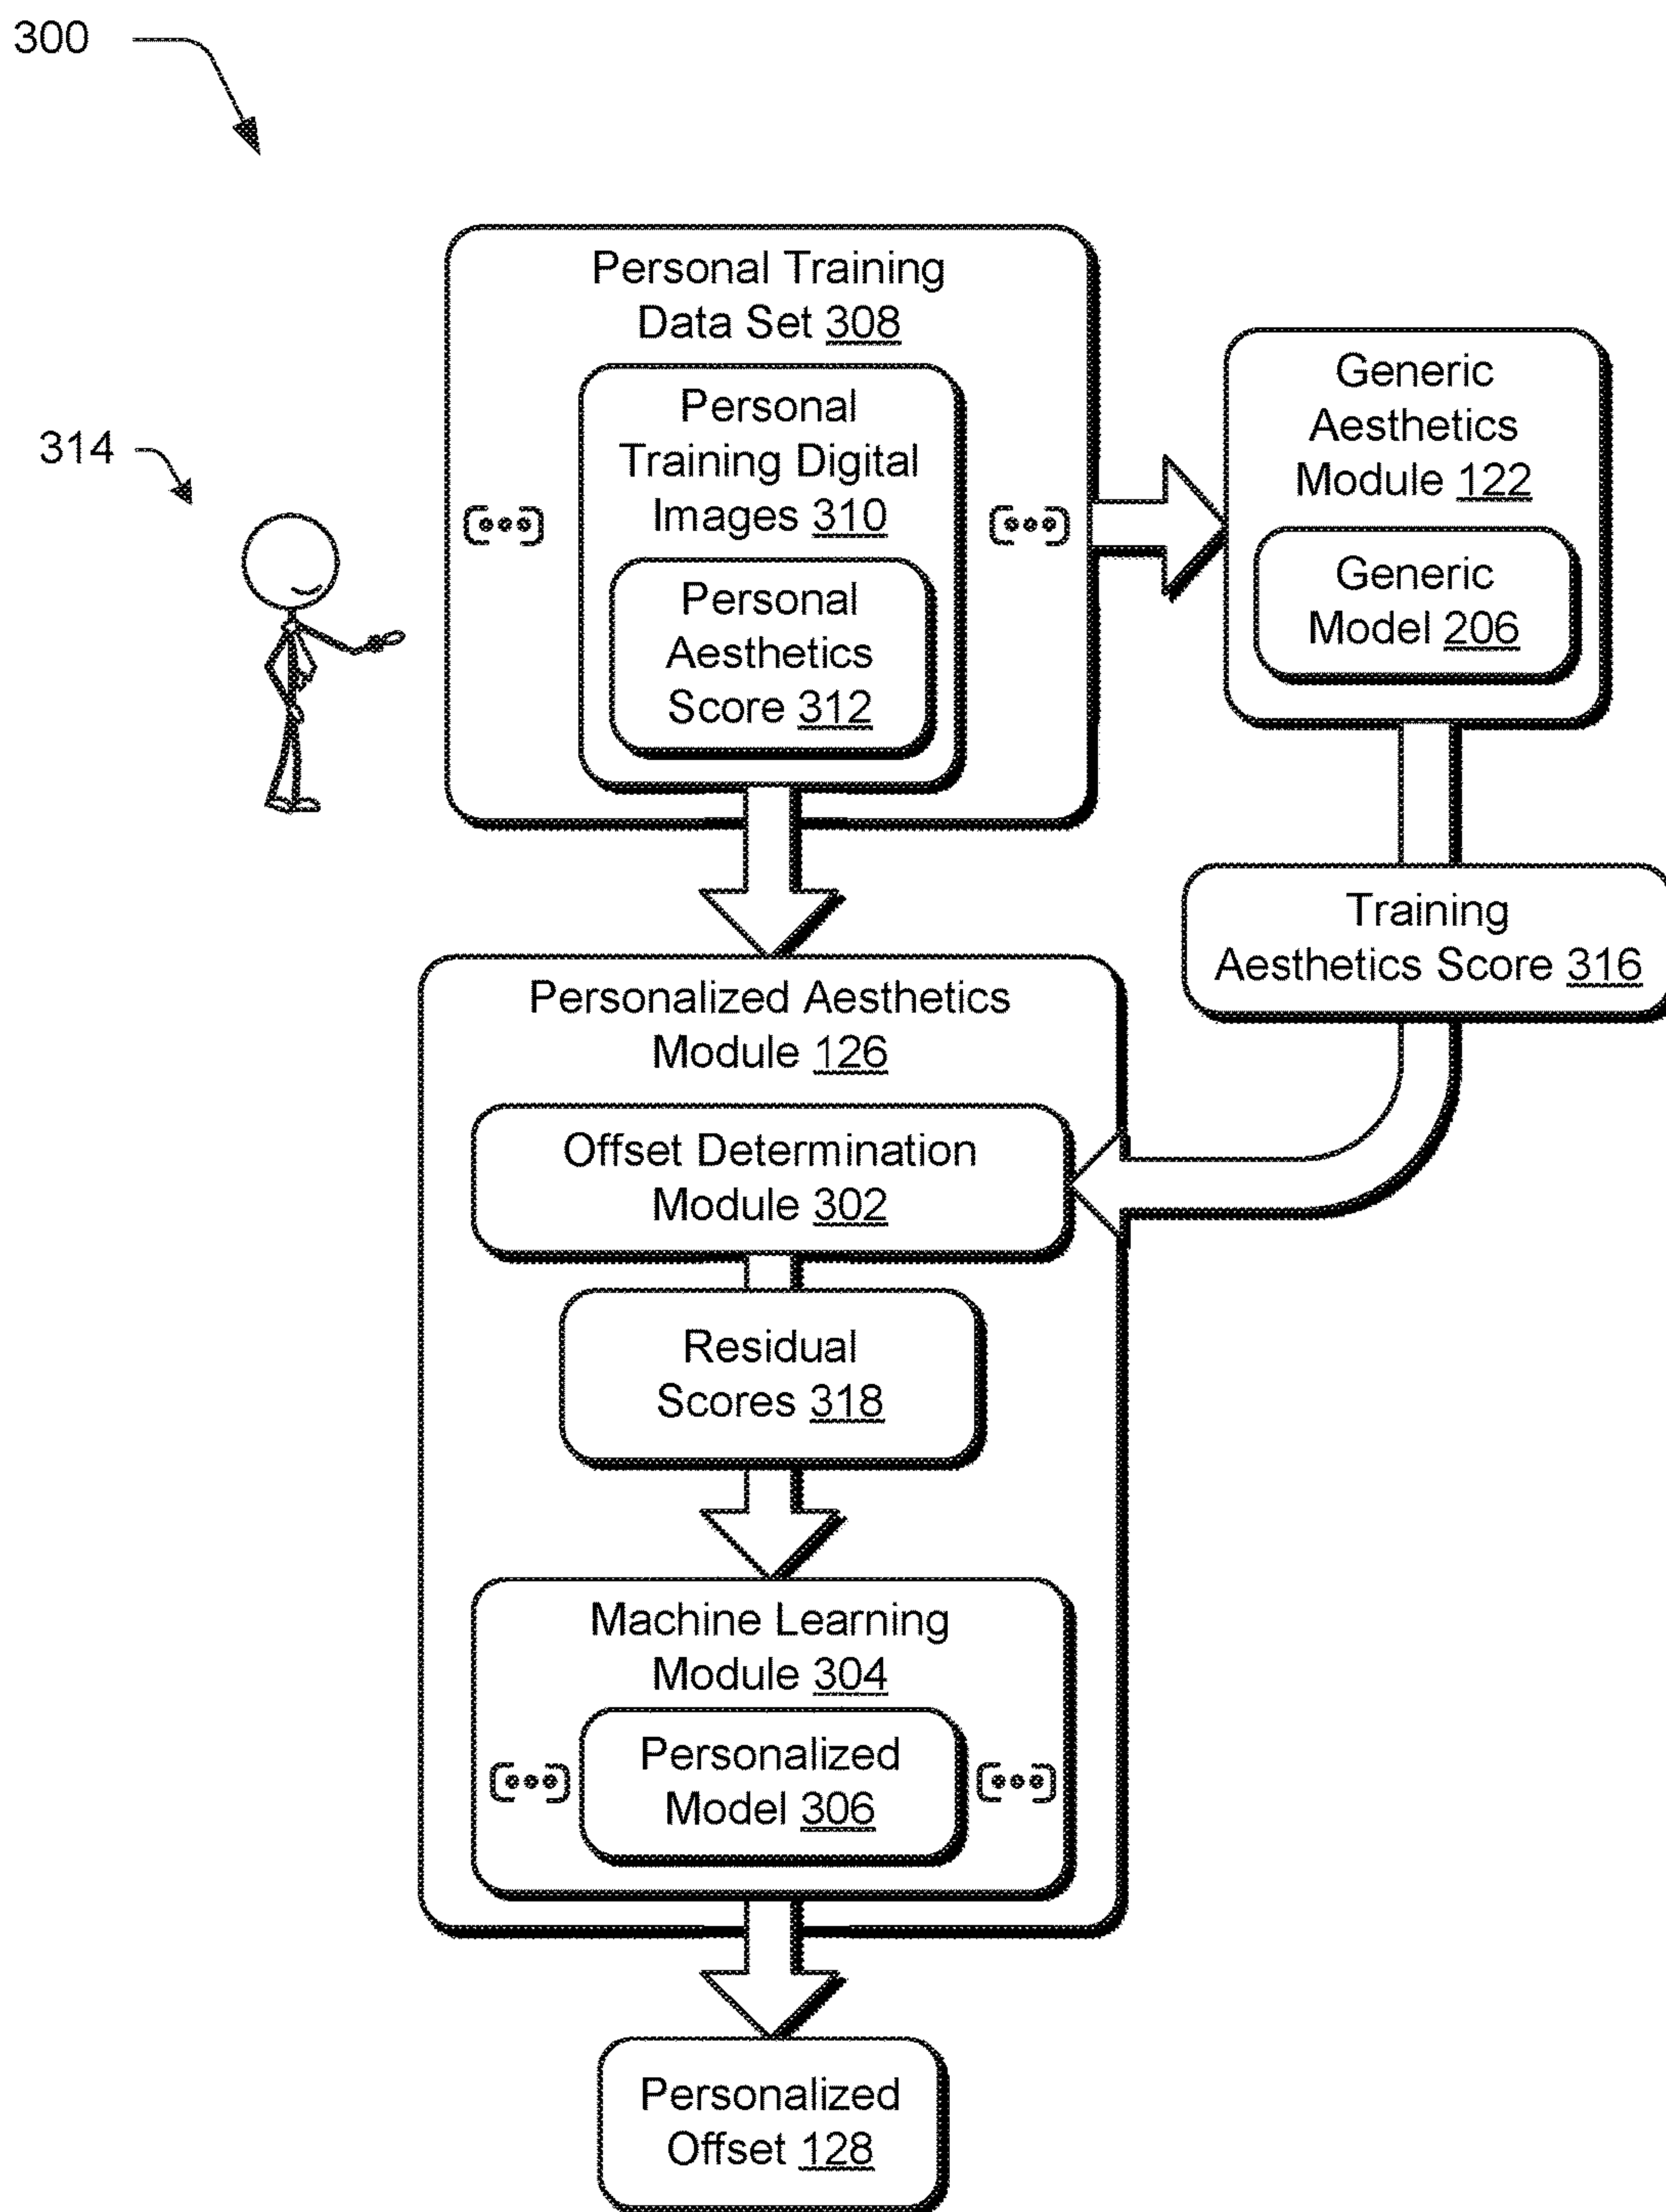 300
Personal Training
Data Set 308
Personal
Training Digital
Images 310
Personal
Aesthetics
Score 312
314
Generic
Aesthetics
Module 122
Generic
Model 206
Training
Aesthetics Score 316
Personalized Aesthetics
Module 126
Offset Determination
Module 302
Residual
Scores 318
Machine Learning
Module 304
Personalized
Model 306
Personalized
Offset 128